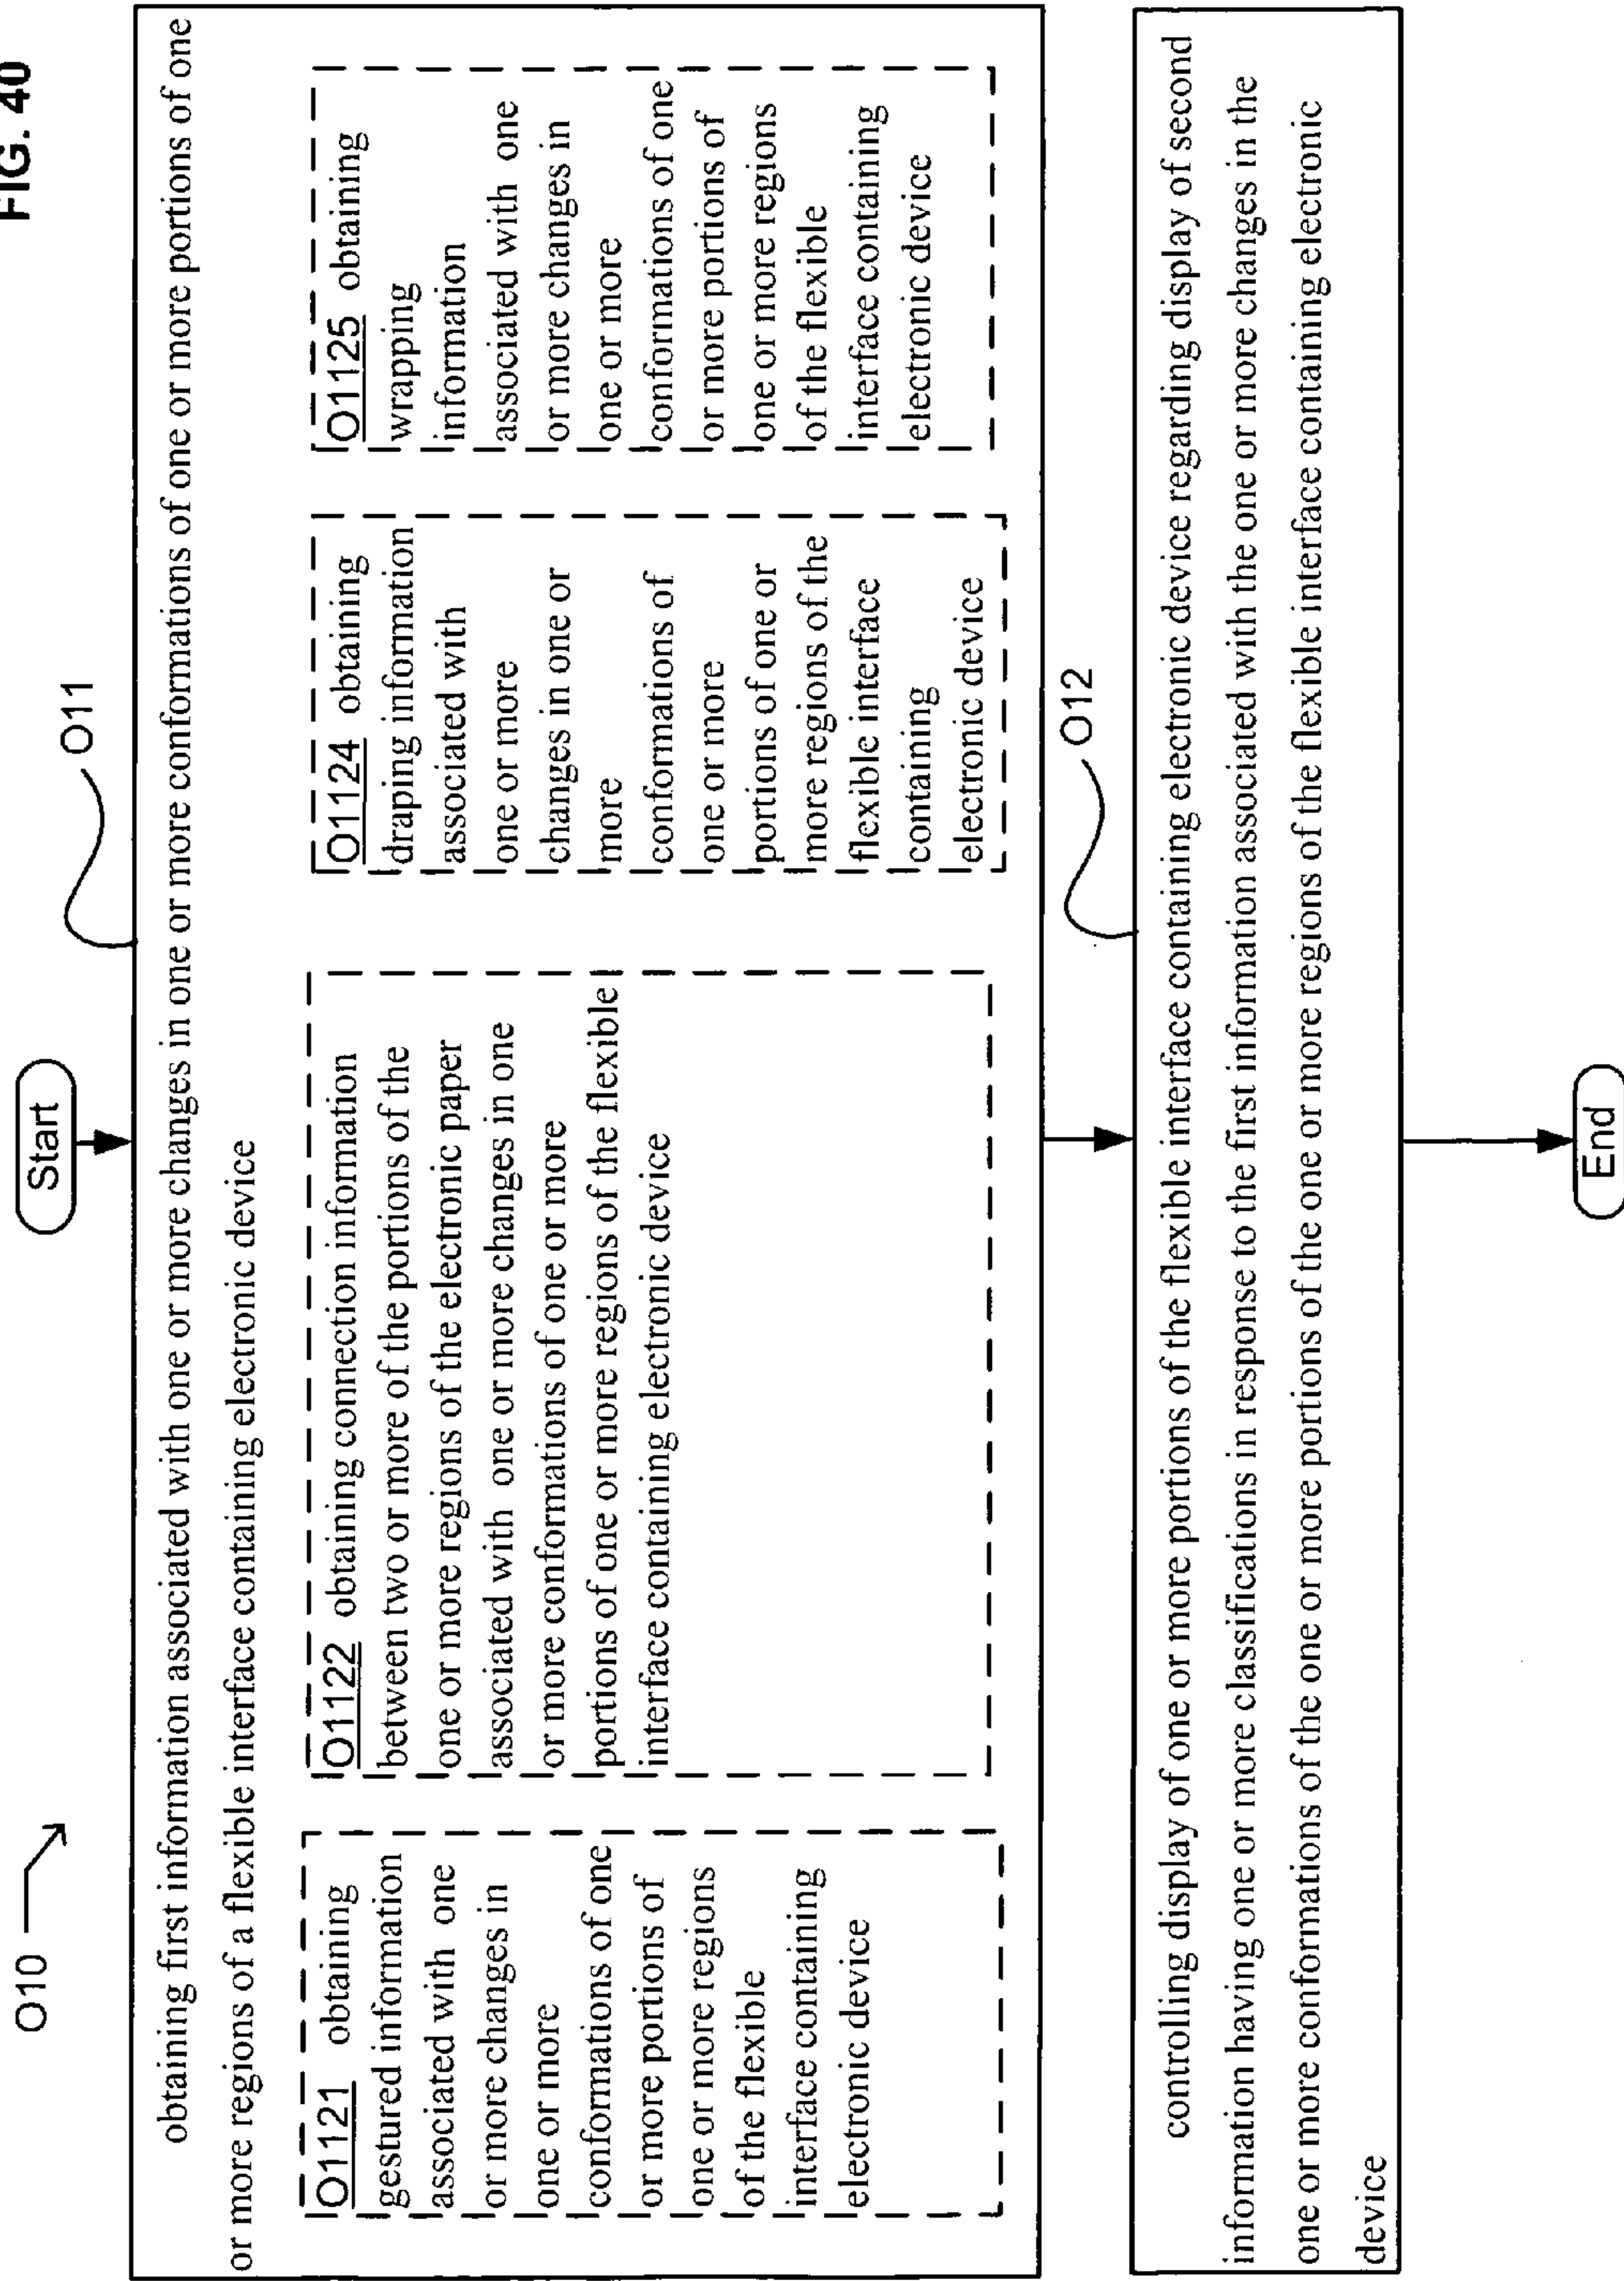 FIG. 40
O10
Start
O11
obtaining first information associated with one or more changes in one or more conformations of one or more portions of one
or more regions of a flexible interface containing electronic device
O1121 obtaining
gestured information
associated with one
or more changes in
one or more
conformations of one
or more portions of
one or more regions
of the flexible
interface containing
electronic device
O1122 obtaining connection information
between two or more of the portions of the
one or more regions of the electronic paper
associated with one or more changes in one
or more conformations of one or more
portions of one or more regions of the flexible
interface containing electronic device
O1124 obtaining
draping information
associated with
one or more
changes in one or
more
conformations of
one or more
portions of one or
more regions of the
flexible interface
containing
electronic device
O1125 obtaining
wrapping
information
associated with one
or more changes in
one or more
conformations of one
or more portions of
one or more regions
of the flexible
interface containing
electronic device
O12
controlling display of one or more portions of the flexible interface containing electronic device regarding display of second
information having one or more classifications in response to the first information associated with the one or more changes in the
one or more conformations of the one or more portions of the one or more regions of the flexible interface containing electronic
device
End